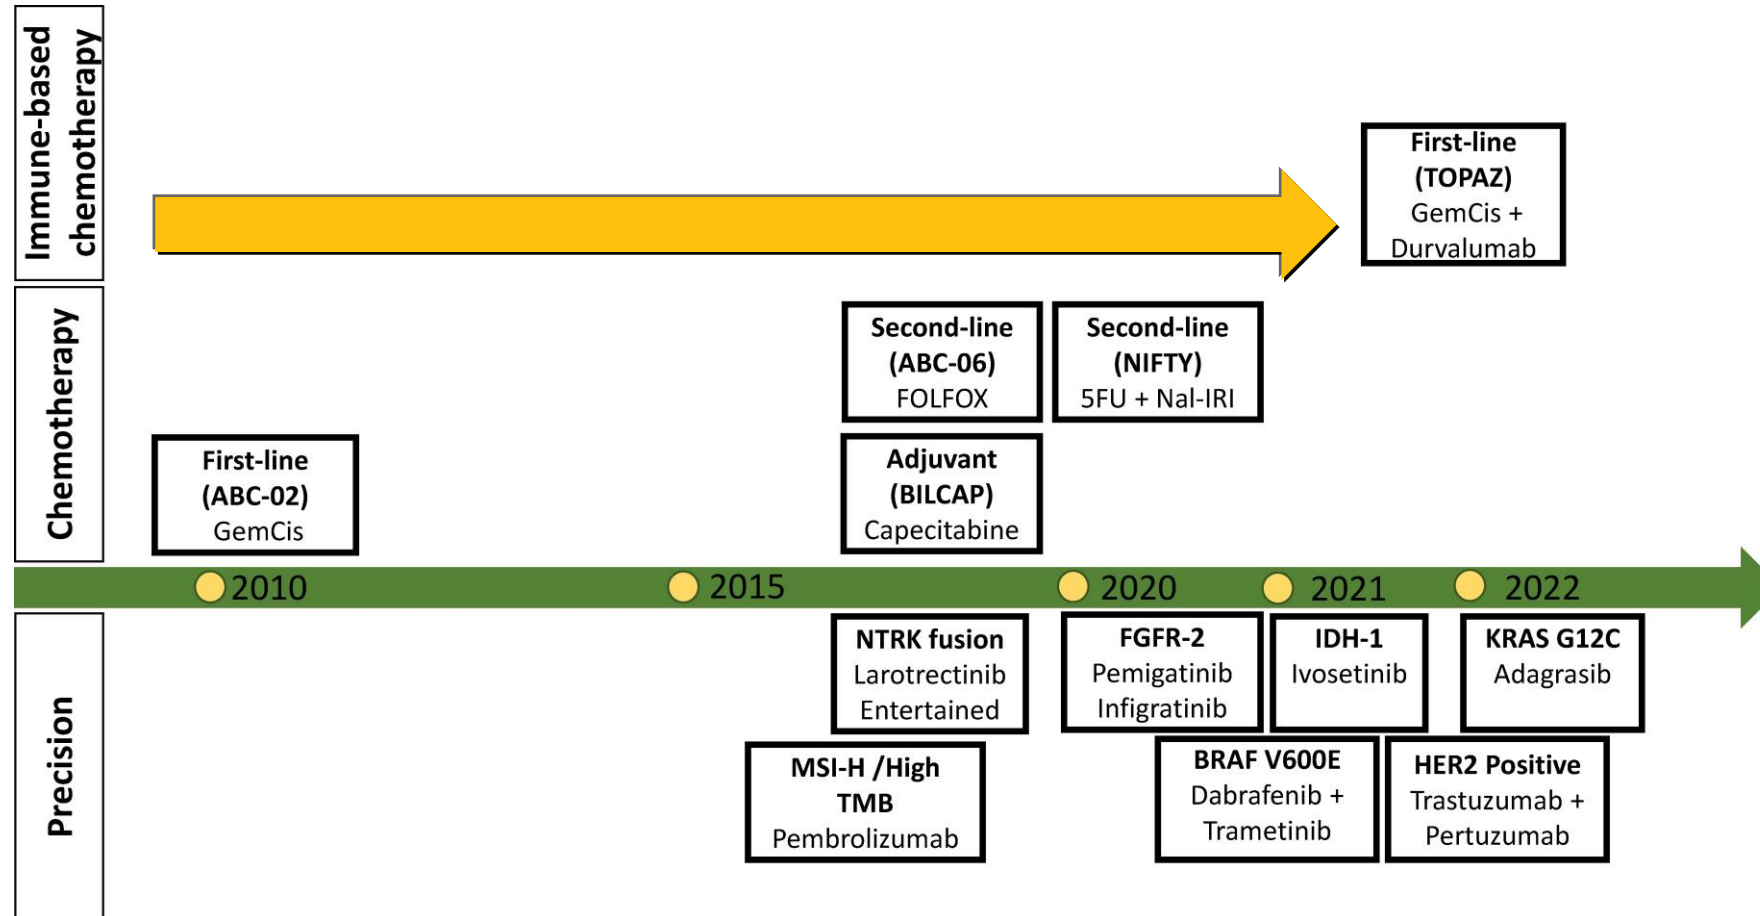 Immune-based
chemotherapy
First-line
(TOPAZ)
GemCis +
Durvalumab
Chemotherapy
Second-line
(ABC-06)
FOLFOX
Second-line
(NIFTY)
5FU + Nal-IRI
First-line
(ABC-02)
GemCis
Adjuvant
(BILCAP)
Capecitabine
2010
2015
2020
2021
2022
Precision
NTRK fusion
Larotrectinib
Entertained
FGFR-2
Pemigatinib
Infigratinib
IDH-1
Ivosetinib
KRAS G12C
Adagrasib
MSI-H /High
TMB
Pembrolizumab
BRAF V600E
Dabrafenib +
Trametinib
HER2 Positive
Trastuzumab +
Pertuzumab